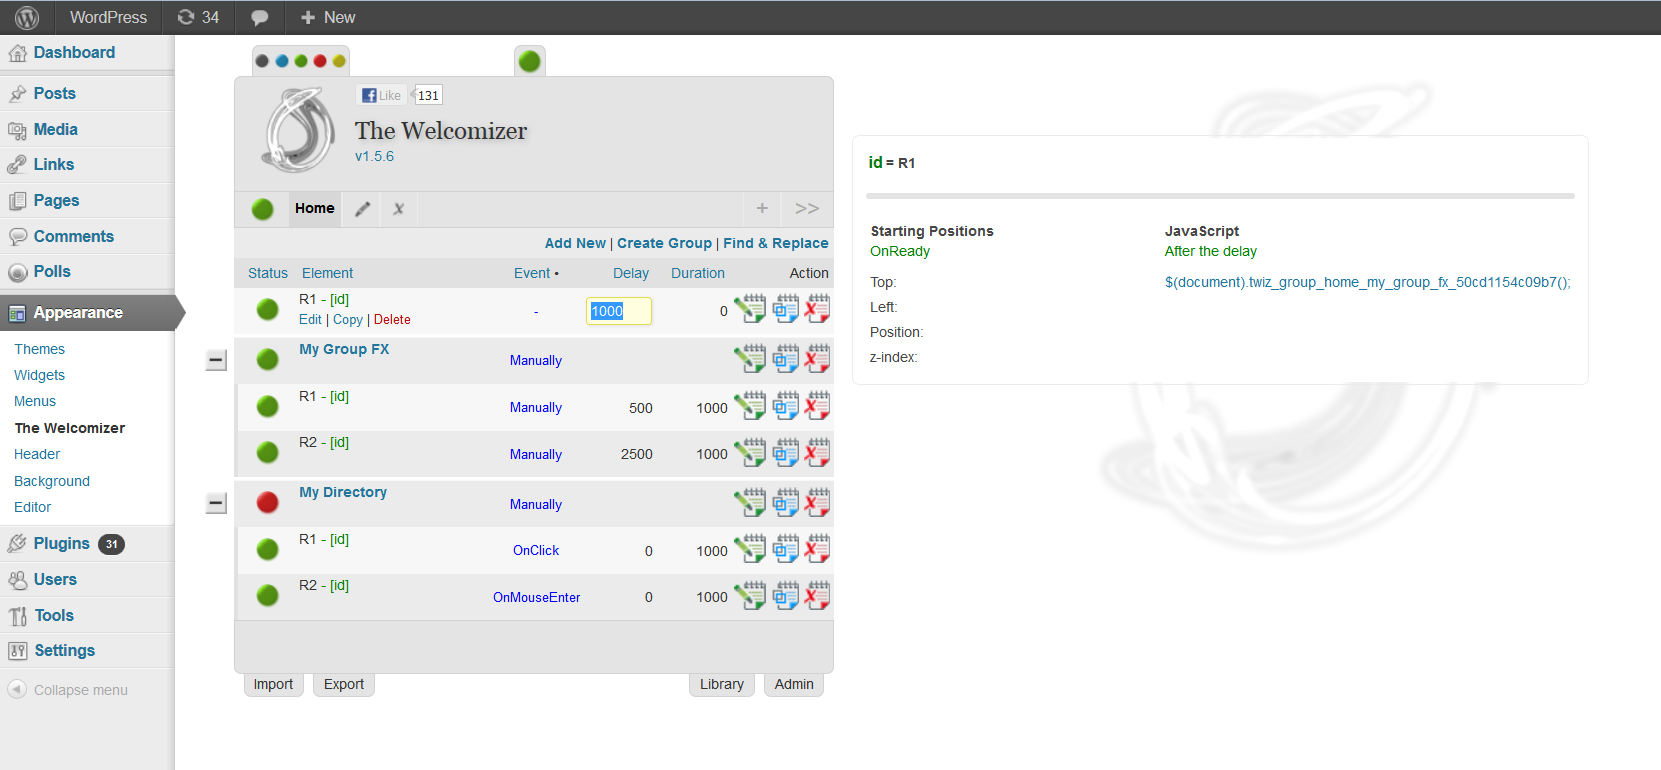 WordPress 34 New
Dashboard
Posts
Media
Links
Pages
Comments
Polls
Appearance
Themes
Widgets
Menus
The Welcomizer
Header
Background
Editor
Plugins 31
Users
Tools
Settings
Collapse menu
Like 131
The Welcomizer
v1.5.6
Home x + >>
Add New | Create Group | Find & Replace
Status Element Event • Delay Duration Action
R1 - [id] - 1000 0
Edit | Copy | Delete
My Group FX Manually
R1 - [id] Manually 500 1000
R2 - [id] Manually 2500 1000
My Directory Manually
R1 - [id] OnClick 0 1000
R2 - [id] OnMouseEnter 0 1000
Import Export Library Admin
id = R1
Starting Positions
OnReady
Top:
Left:
Position:
z-index:
JavaScript
After the delay
$(document).twiz_group_home_my_group_fx_50cd1154c09b7();